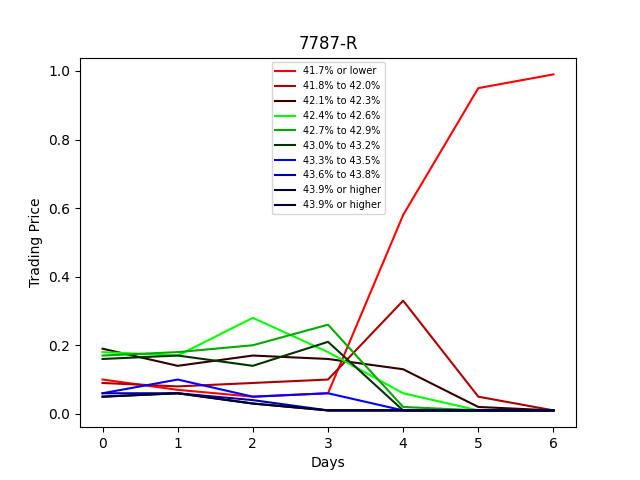 7787-R
1.0
0.8
0.6
0.4
0.2
0.0
Trading Price
41.7% or lower
41.8% to 42.0%
42.1% to 42.3%
42.4% to 42.6%
42.7% to 42.9%
43.0% to 43.2%
43.3% to 43.5%
43.6% to 43.8%
43.9% or higher
43.9% or higher
0 1 2 3 4 5 6
Days